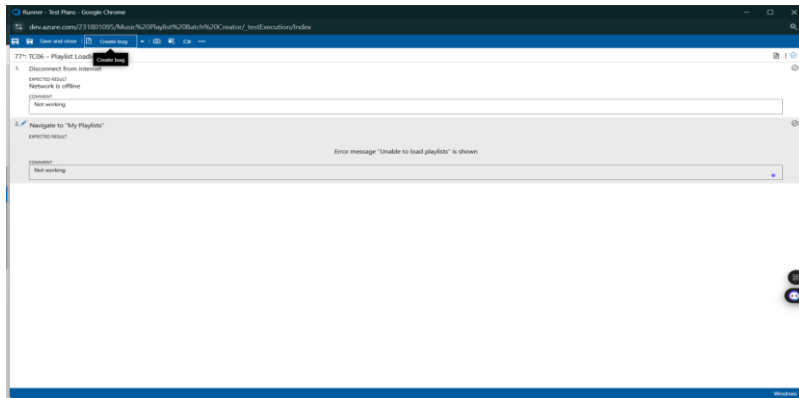 Runner - Test Plans - Google Chrome
dev.azure.com/231801095/Music%20Playlist%20Batch%20Creator/_testExecution/Index
Save and close Create bug
77*: TC06 – Playlist Loadi
Create bug
1. Disconnect from internet
EXPECTED RESULT
Network is offline
COMMENT
Not working
2. Navigate to "My Playlists"
EXPECTED RESULT
Error message "Unable to load playlists" is shown
COMMENT
Not working
Windows